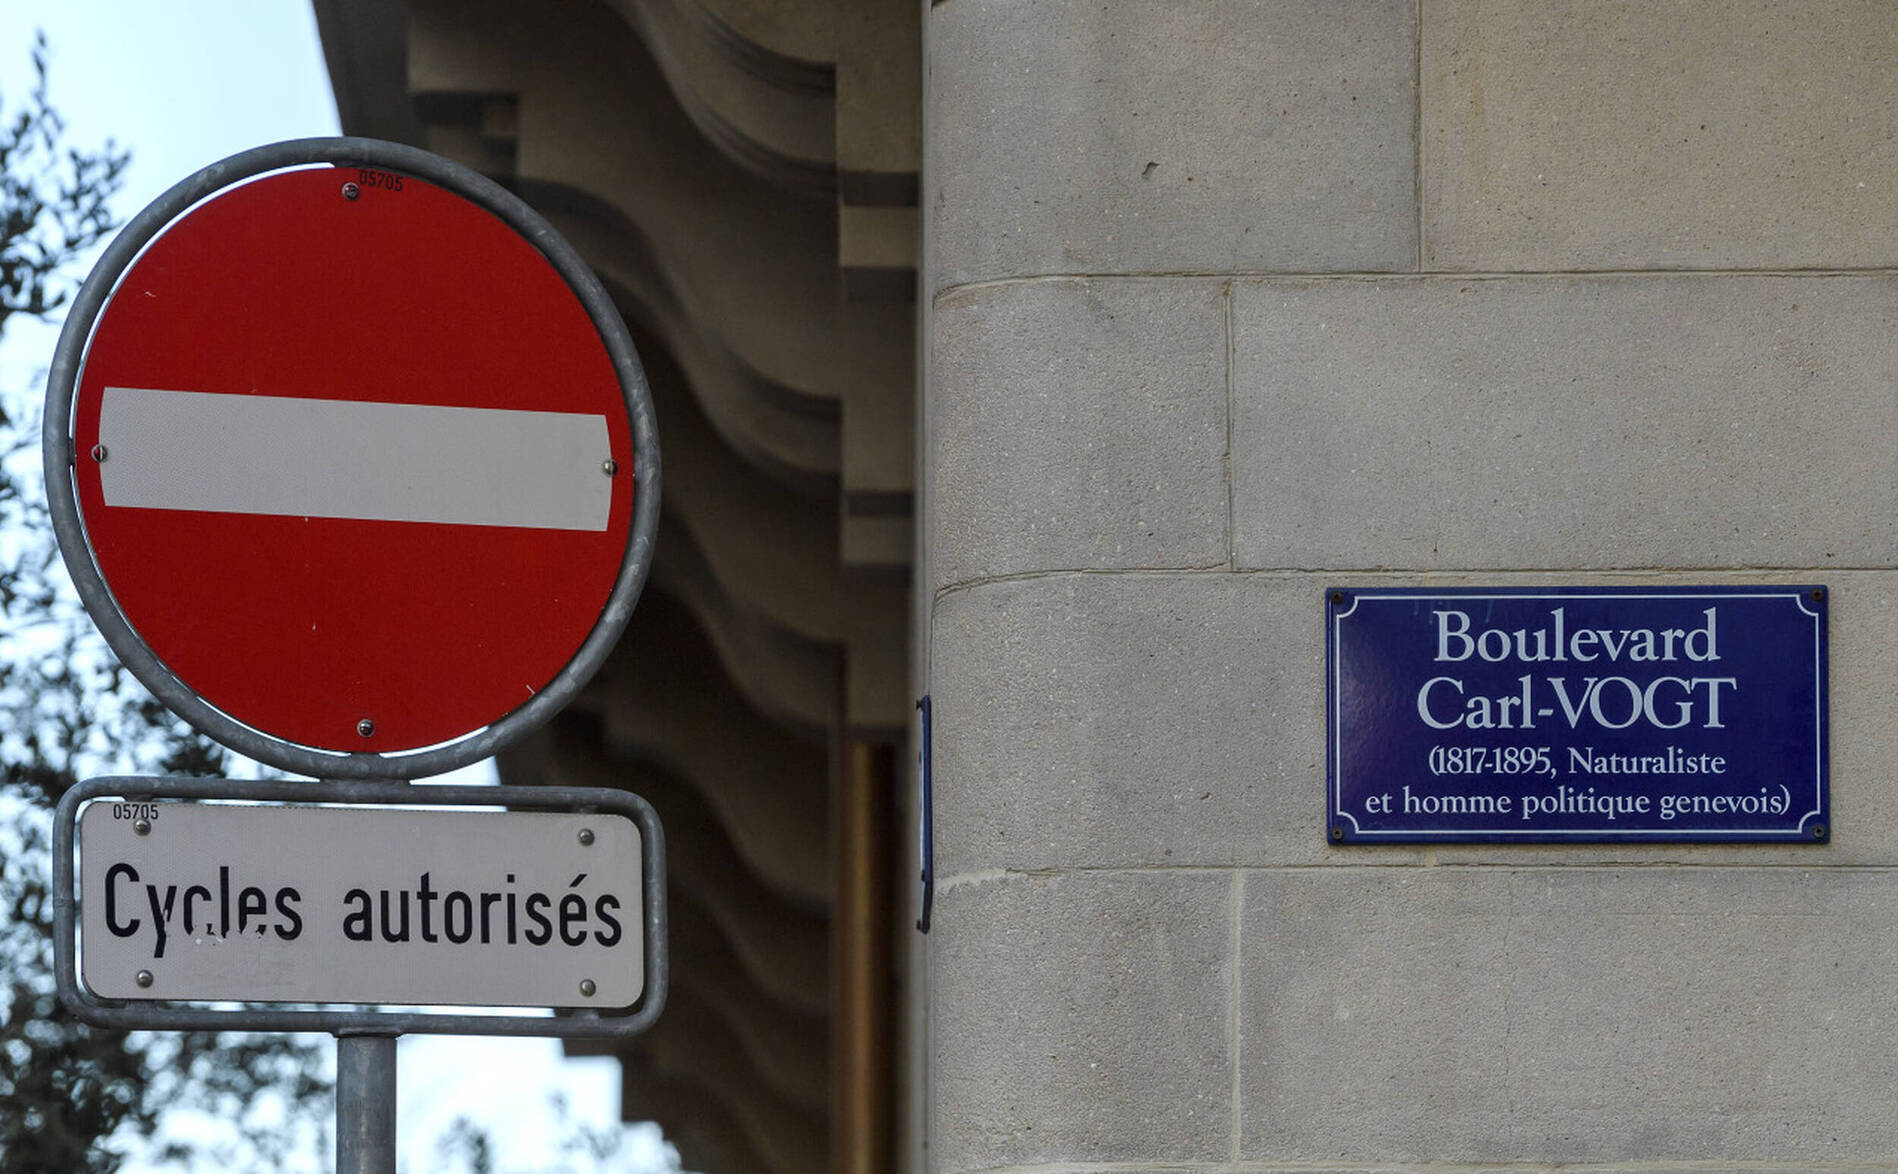 05705
05705
Cycles autorisés
Boulevard
Carl-VOGT
(1817-1895, Naturaliste
et homme politique genevois)